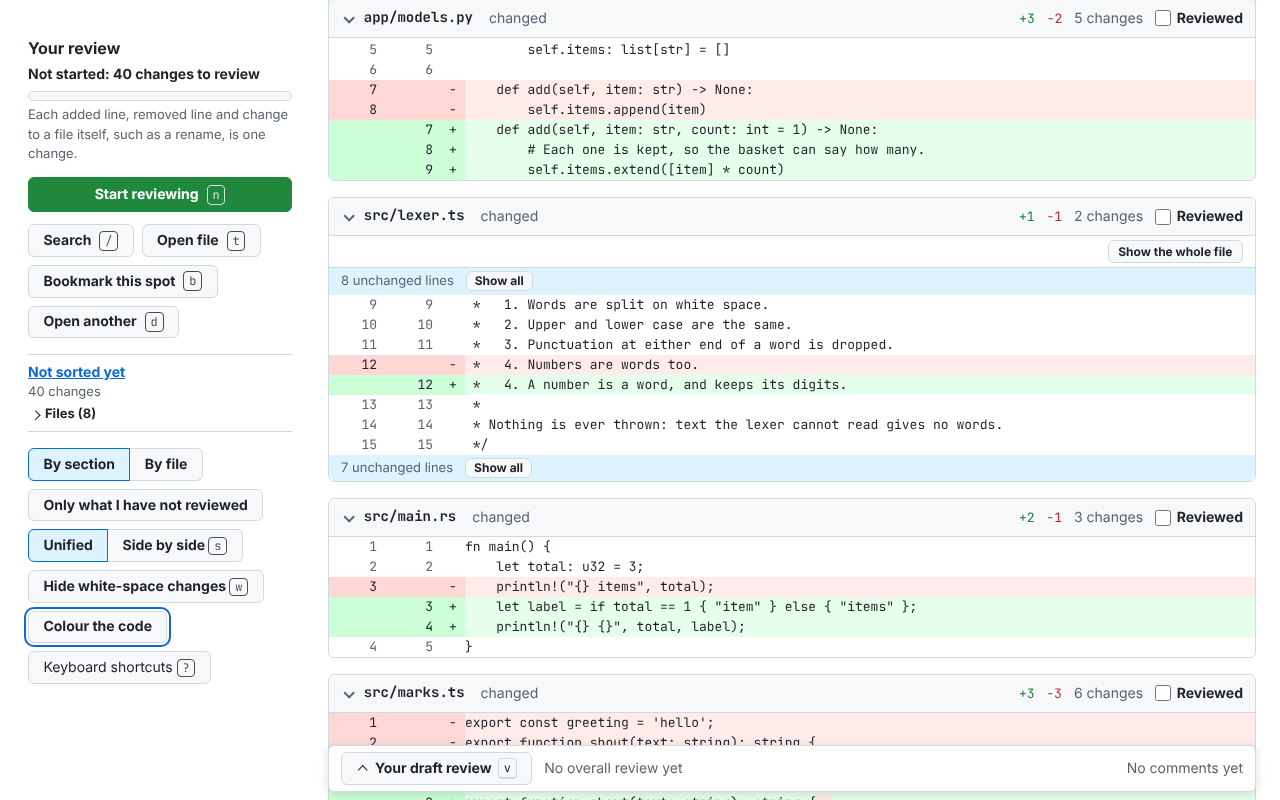 Your review
Not started: 40 changes to review
Each added line, removed line and change
to a file itself, such as a rename, is one
change.
Start reviewing n
Search / Open file t
Bookmark this spot b
Open another d
Not sorted yet
40 changes
Files (8)
By section By file
Only what I have not reviewed
Unified Side by side s
Hide white-space changes w
Colour the code
Keyboard shortcuts ?
app/models.py changed +3 -2 5 changes Reviewed
5 5 self.items: list[str] = []
6 6
7 - def add(self, item: str) -> None:
8 - self.items.append(item)
7 + def add(self, item: str, count: int = 1) -> None:
8 + # Each one is kept, so the basket can say how many.
9 + self.items.extend([item] * count)
src/lexer.ts changed +1 -1 2 changes Reviewed
Show the whole file
8 unchanged lines Show all
9 9 * 1. Words are split on white space.
10 10 * 2. Upper and lower case are the same.
11 11 * 3. Punctuation at either end of a word is dropped.
12 - * 4. Numbers are words too.
12 + * 4. A number is a word, and keeps its digits.
13 13 *
14 14 * Nothing is ever thrown: text the lexer cannot read gives no words.
15 15 */
7 unchanged lines Show all
src/main.rs changed +2 -1 3 changes Reviewed
1 1 fn main() {
2 2 let total: u32 = 3;
3 - println!("{} items", total);
3 + let label = if total == 1 { "item" } else { "items" };
4 + println!("{} {}", total, label);
4 5 }
src/marks.ts changed +3 -3 6 changes Reviewed
1 - export const greeting = 'hello';
2 - export function shout(text: string): string {
Your draft review v No overall review yet No comments yet